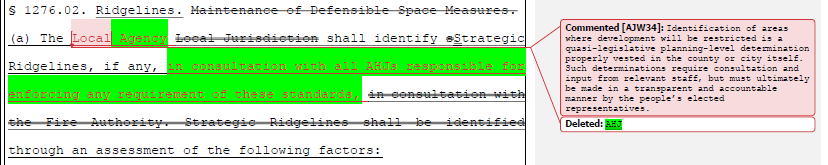 § 1276.02. Ridgelines. Maintenance of Defensible Space Measures.
(a) The Local Agency Local Jurisdiction shall identify sStrategic
Ridgelines, if any, in consultation with all AHJs responsible for
enforcing any requirement of these standards, in consultation with
the Fire Authority. Strategic Ridgelines shall be identified
through an assessment of the following factors:
Commented [AJW34]: Identification of areas
where development will be restricted is a
quasi-legislative planning-level determination
properly vested in the county or city itself.
Such determinations require consultation and
input from relevant staff, but must ultimately
be made in a transparent and accountable
manner by the people's elected
representatives.
Deleted: AHJ